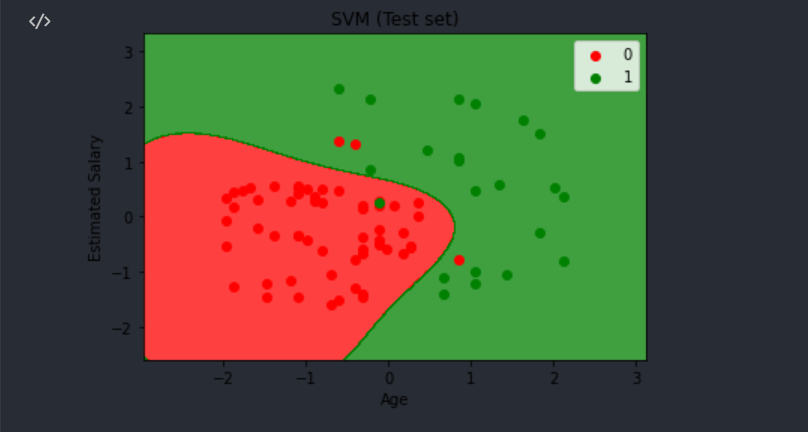 </>
SVM (Test set)
0
1
3
2
1
0
−1
−2
Estimated Salary
−2 −1 0 1 2 3
Age